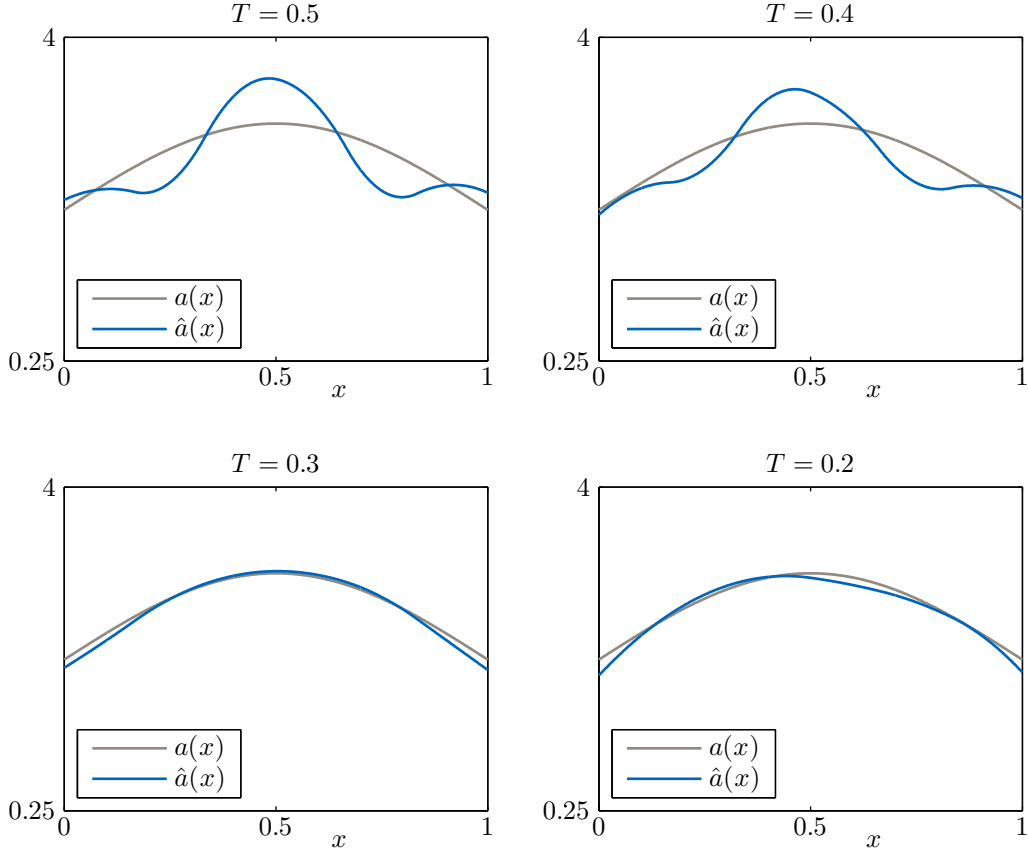 T = 0.5
4
a(x)
â(x)
0.25
0 0.5 1
x
T = 0.4
4
a(x)
â(x)
0.25
0 0.5 1
x
T = 0.3
4
a(x)
â(x)
0.25
0 0.5 1
x
T = 0.2
4
a(x)
â(x)
0.25
0 0.5 1
x